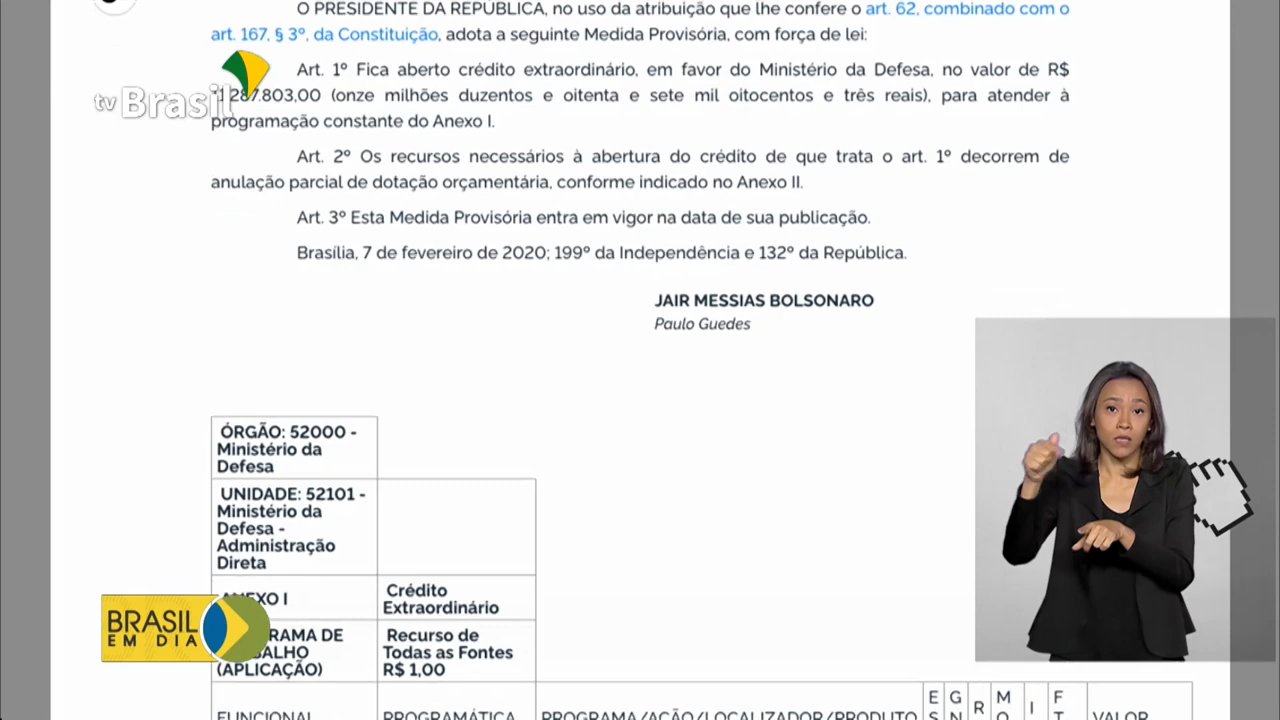 O PRESIDENTE DA REPÚBLICA, no uso da atribuição que lhe confere o art. 62, combinado com o
art. 167, § 3º, da Constituição, adota a seguinte Medida Provisória, com força de lei:
Art. 1º Fica aberto crédito extraordinário, em favor do Ministério da Defesa, no valor de R$
(onze milhões duzentos e oitenta e sete mil oitocentos e três reais), para atender à
programação constante do Anexo I.
tv Brasil
Art. 2º Os recursos necessários à abertura do crédito de que trata o art. 1º decorrem de
anulação parcial de dotação orçamentária, conforme indicado no Anexo II.
Art. 3º Esta Medida Provisória entra em vigor na data de sua publicação.
Brasília, 7 de fevereiro de 2020; 199º da Independência e 132º da República.
JAIR MESSIAS BOLSONARO
Paulo Guedes
ÓRGÃO: 52000 -
Ministério da
Defesa
UNIDADE: 52101 -
Ministério da
Defesa -
Administração
Direta
Crédito
Extraordinário
Recurso de
Todas as Fontes
R$ 1,00
(APLICAÇÃO)
BRASIL
EM DIA
FUNCIONAL PROGRAMÁTICA PROGRAMA/AÇÃO/LOCALIZADOR/PRODUTO E G R M I F VALOR